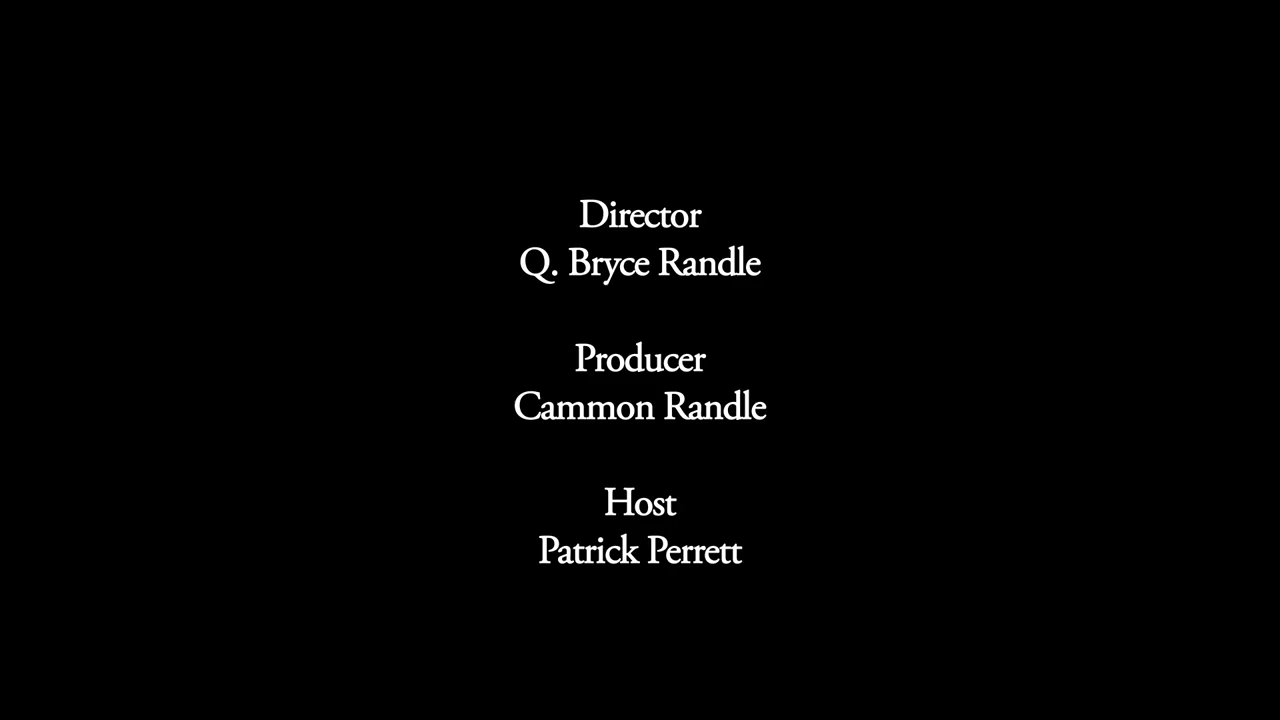 Director
Q. Bryce Randle
Producer
Cammon Randle
Host
Patrick Perrett